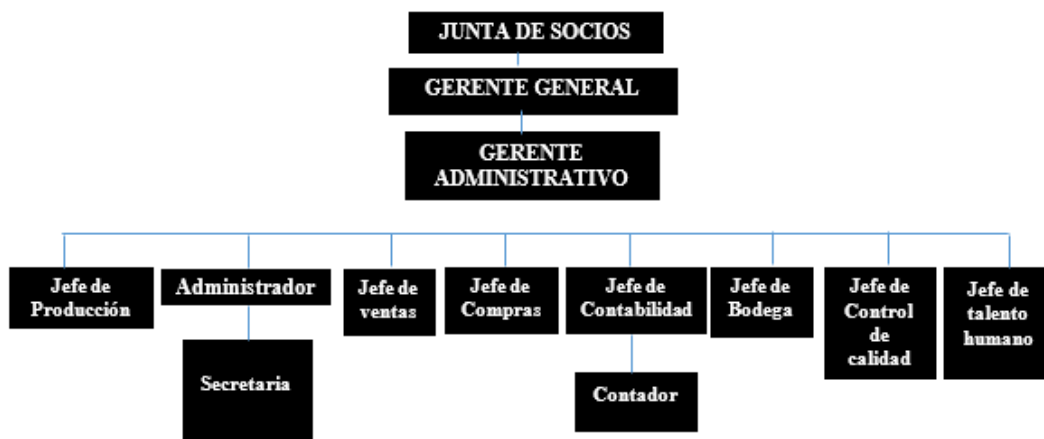 JUNTA DE SOCIOS
GERENTE GENERAL
GERENTE
ADMINISTRATIVO
Jefe de
Producción
Administrador
Jefe de
ventas
Jefe de
Compras
Jefe de
Contabilidad
Jefe de
Bodega
Jefe de
Control
de
calidad
Jefe de
talento
humano
Secretaria
Contador